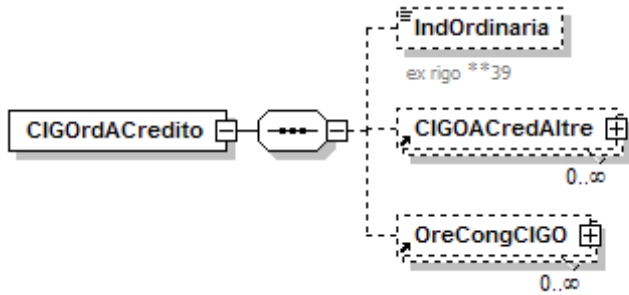 IndOrdinaria
ex rigo **39
CIGOrdACredito
CIGOACredAltre
0..∞
OreCongCIGO
0..∞